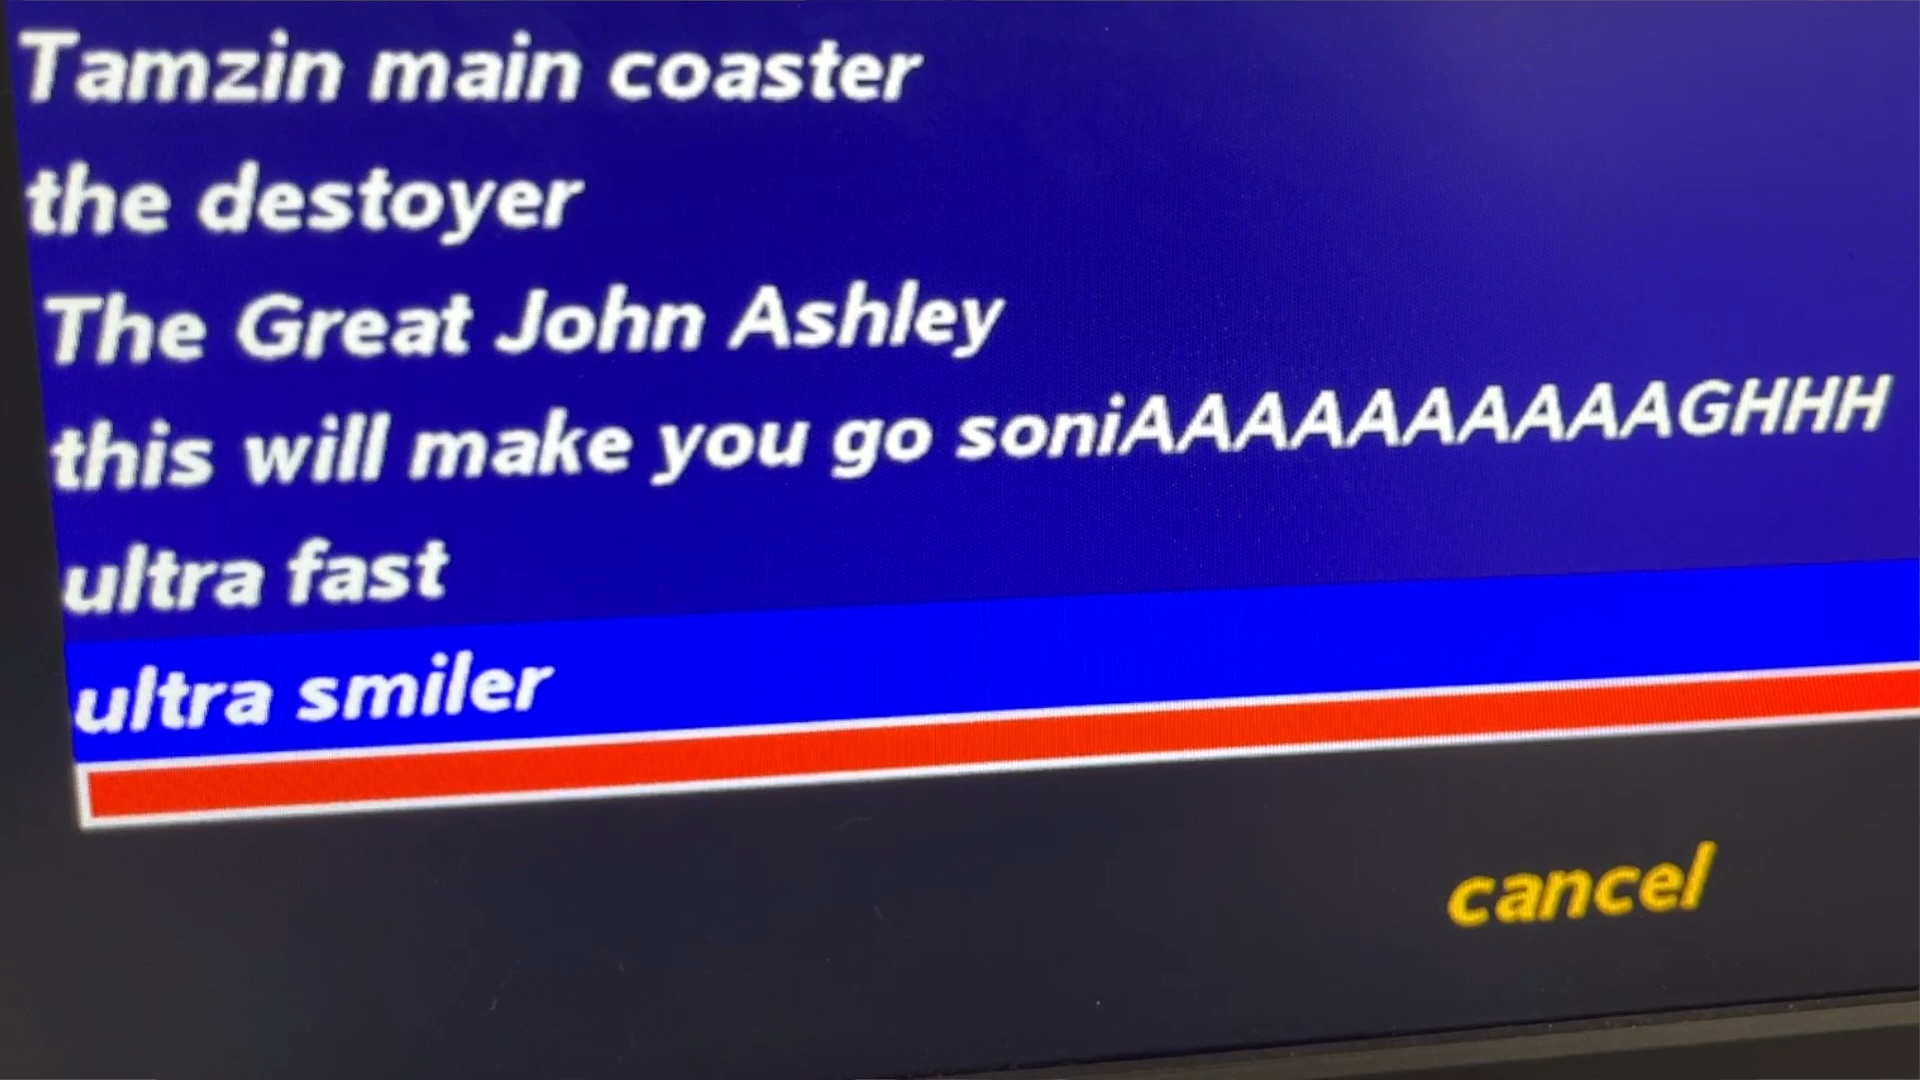 Tamzin main coaster
the destoyer
The Great John Ashley
this will make you go soniAAAAAAAAAAGHHH
ultra fast
ultra smiler
cancel